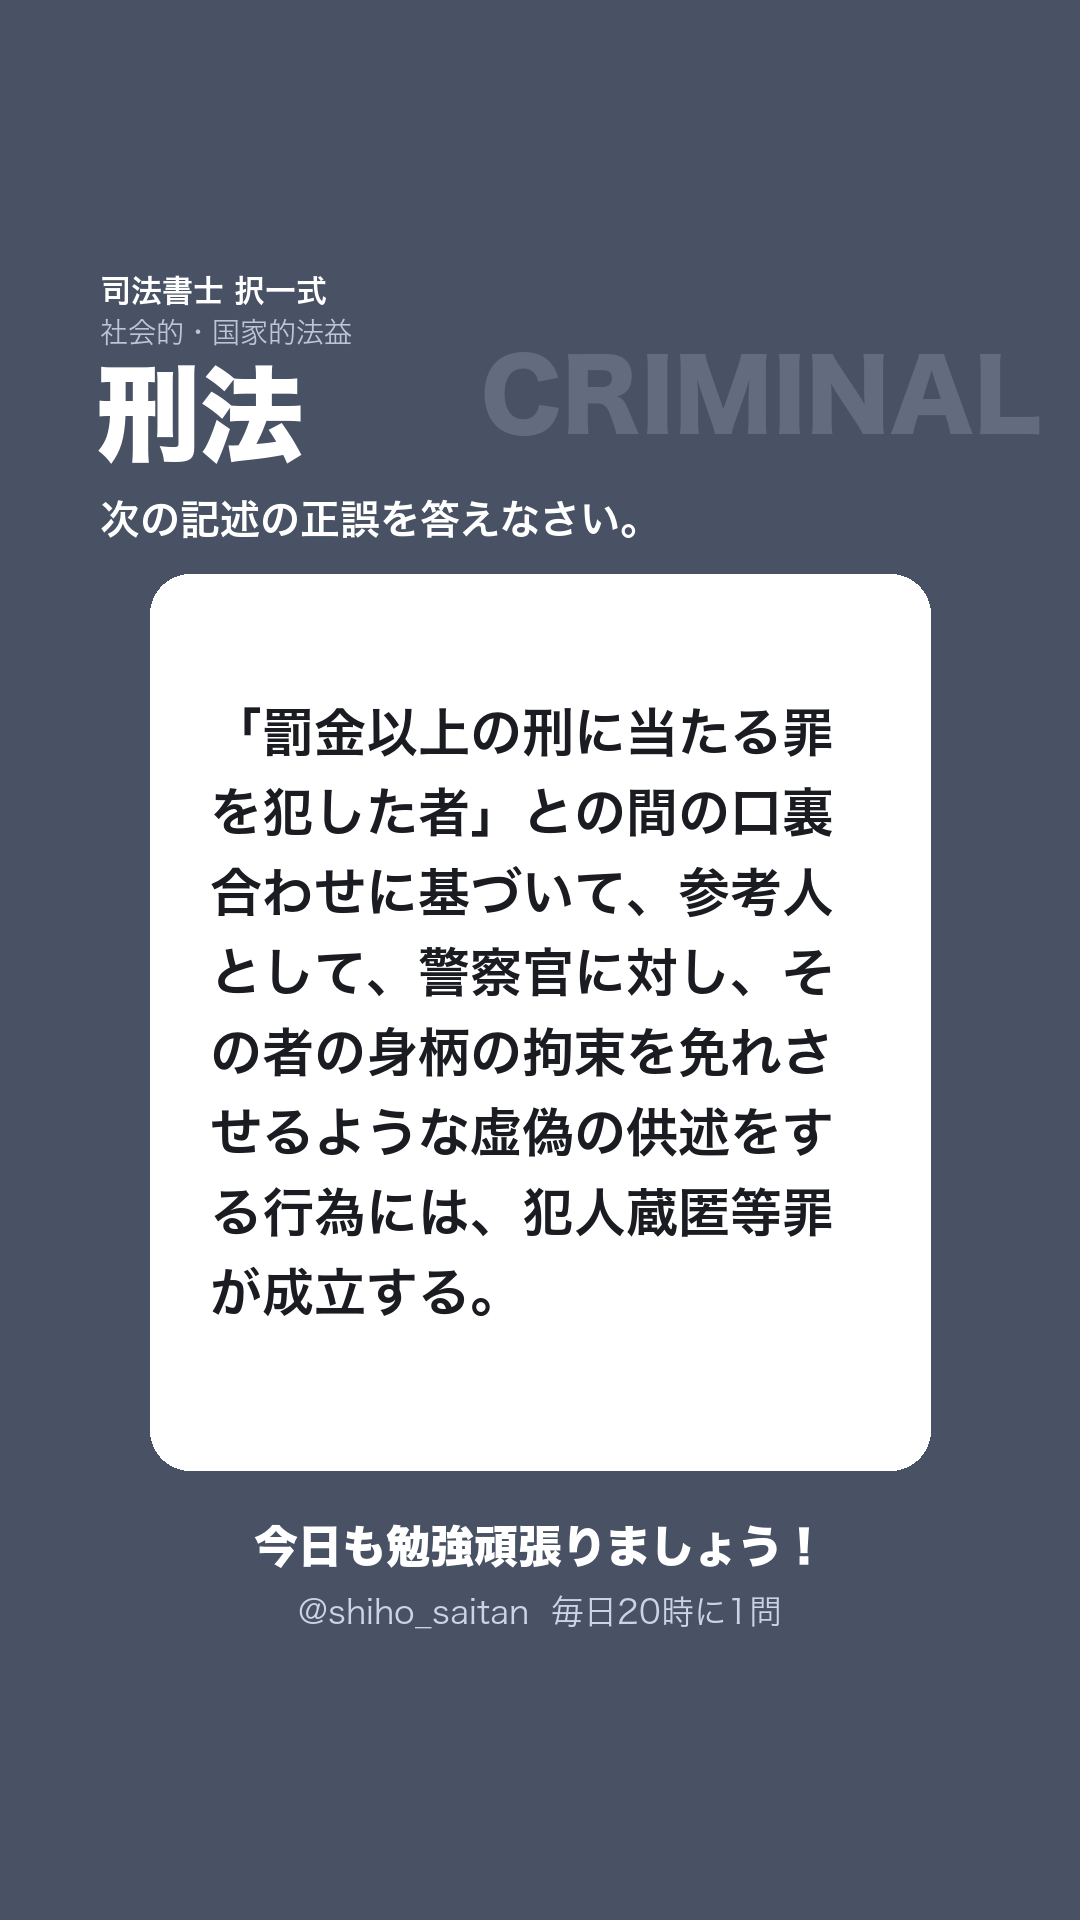 司法書士 択一式
社会的・国家的法益
刑法
CRIMINAL
次の記述の正誤を答えなさい。
「罰金以上の刑に当たる罪
を犯した者」との間の口裏
合わせに基づいて、参考人
として、警察官に対し、そ
の者の身柄の拘束を免れさ
せるような虚偽の供述をす
る行為には、犯人蔵匿等罪
が成立する。
今日も勉強頑張りましょう！
@shiho_saitan 毎日20時に1問